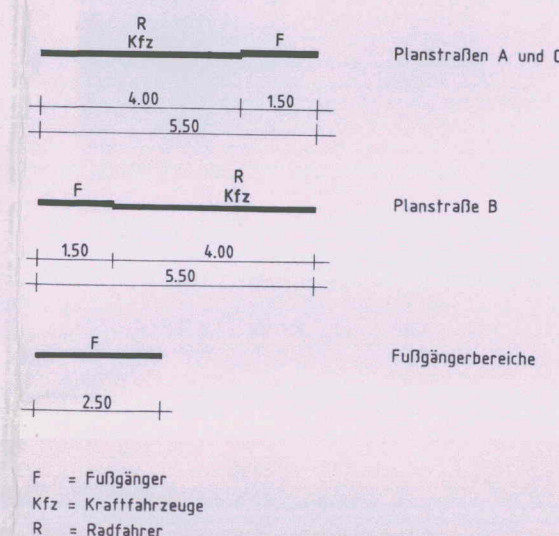 R
Kfz F Planstraßen A und
4.00 1.50
5.50
R
F Kfz Planstraße B
1.50 4.00
5.50
F Fußgängerbereiche
2.50
F = Fußgänger
Kfz = Kraftfahrzeuge
R = Radfahrer